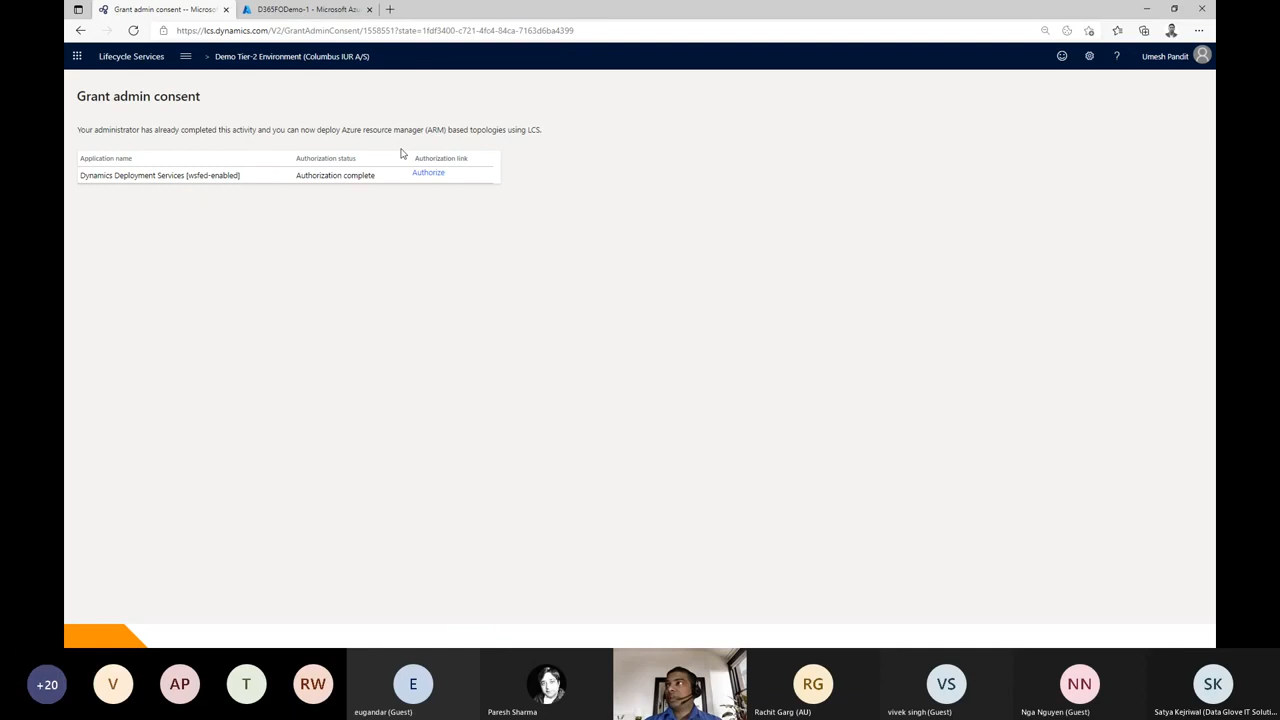 Grant admin consent -- Microsof
D365FODemo-1 - Microsoft Azu
https://lcs.dynamics.com/V2/GrantAdminConsent/1558551?state=1fdf3400-c721-4fc4-84ca-7163d6ba4399
Lifecycle Services
> Demo Tier-2 Environment (Columbus IUR A/S)
?
Umesh Pandit
Grant admin consent
Your administrator has already completed this activity and you can now deploy Azure resource manager (ARM) based topologies using LCS.
Application name Authorization status Authorization link
Dynamics Deployment Services [wsfed-enabled] Authorization complete Authorize
+20
V
AP
T
RW
E
eugandar (Guest)
Paresh Sharma
RG
Rachit Garg (AU)
VS
vivek singh (Guest)
NN
Nga Nguyen (Guest)
SK
Satya Kejriwal (Data Glove IT Soluti...